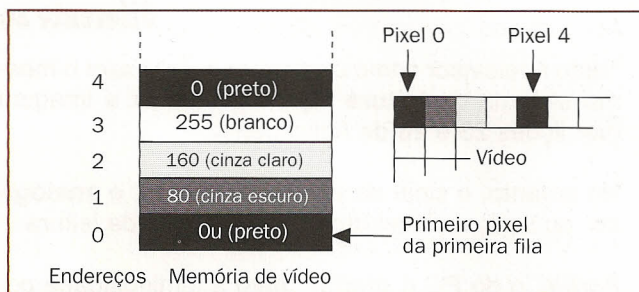 Pixel 0 Pixel 4
4 0 (preto)
3 255 (branco)
2 160 (cinza claro)
Vídeo
1 80 (cinza escuro)
0 0u (preto)
Primeiro pixel
da primeira fila
Endereços Memória de vídeo